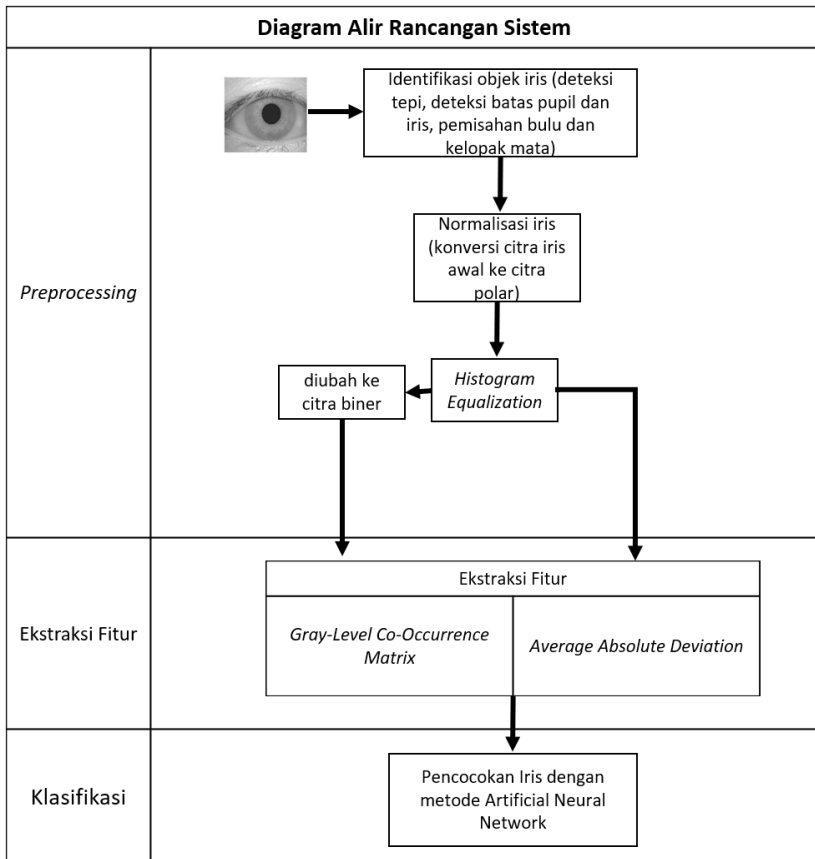 Diagram Alir Rancangan Sistem
Preprocessing
Identifikasi objek iris (deteksi
tepi, deteksi batas pupil dan
iris, pemisahan bulu dan
kelopak mata)
Normalisasi iris
(konversi citra iris
awal ke citra
polar)
diubah ke
citra biner
Histogram
Equalization
Ekstraksi Fitur
Ekstraksi Fitur
Gray-Level Co-Occurrence
Matrix
Average Absolute Deviation
Klasifikasi
Pencocokan Iris dengan
metode Artificial Neural
Network